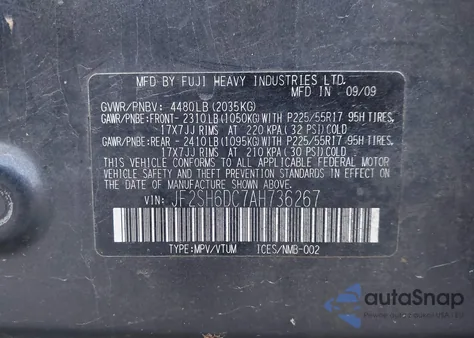 MFD BY FUJI HEAVY INDUSTRIES LTD.
MFD IN 09/09
GVWR/PNBV: 4480LB (2035KG)
GAWR/PNBE:FRONT- 2310LB(1050KG) WITH P225/55R17 95H TIRES.
17X7JJ RIMS AT 220 KPA (32 PSI) COLD
GAWR/PNBE:REAR - 2410LB(1095KG) WITH P225/55R17 95H TIRES.
17X7JJ RIMS AT 210 KPA (30 PSI) COLD
THIS VEHICLE CONFORMS TO ALL APPLICABLE FEDERAL MOTOR
VEHICLE SAFETY AND THEFT PREVENTION STANDARDS
IN EFFECT ON THE DATE OF MANUFACTURE SHOWN ABOVE
VIN: JF2SH6DC7AH736267
TYPE:MPV/VTUM ICES/NMB-002
autoSnap